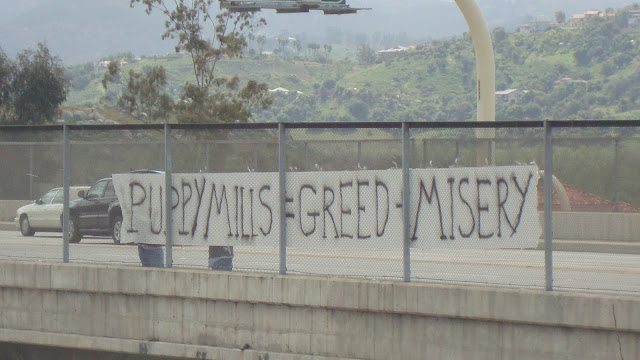 PUPPY MILLS = GREED = MISERY